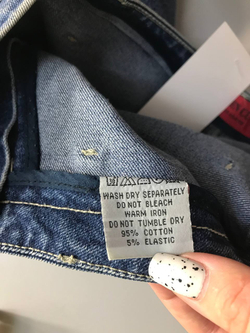 WASH DRY SEPARATELY
DO NOT BLEACH
WARM IRON
DO NOT TUMBLE DRY
95% COTTON
5% ELASTIC